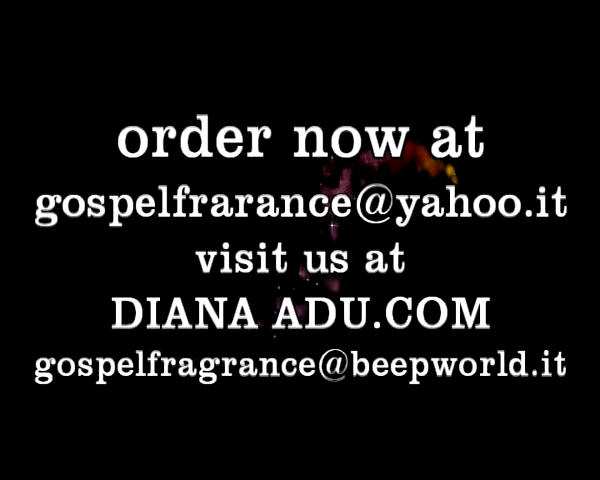 order now at
gospelfrarance@yahoo.it
visit us at
DIANA ADU.COM
gospelfragrance@beepworld.it